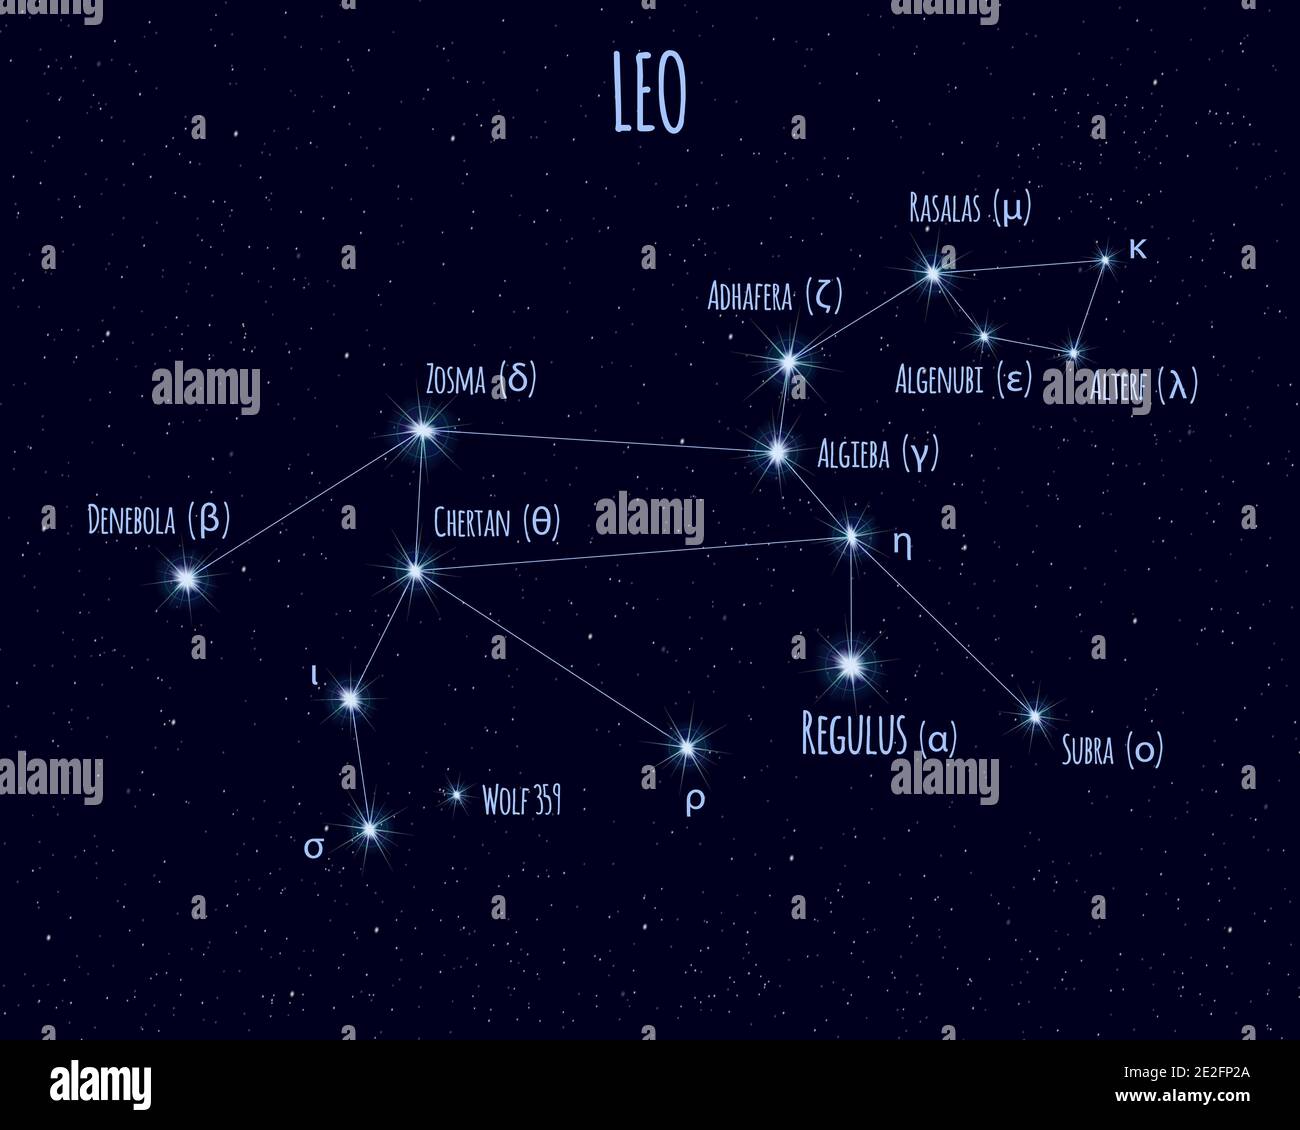 LEO
RASALAS (μ)
κ
ADHAFERA (ζ)
ZOSMA (δ)
ALGENUBI (ε)
ALTERF (λ)
ALGIEBA (γ)
DENEBOLA (β)
CHERTAN (θ)
η
ι
REGULUS (α)
SUBRA (ο)
WOLF 359
ρ
σ
alamy
alamy
alamy
alamy
alamy
alamy
alamy
Image ID: 2E2FP2A
www.alamy.com